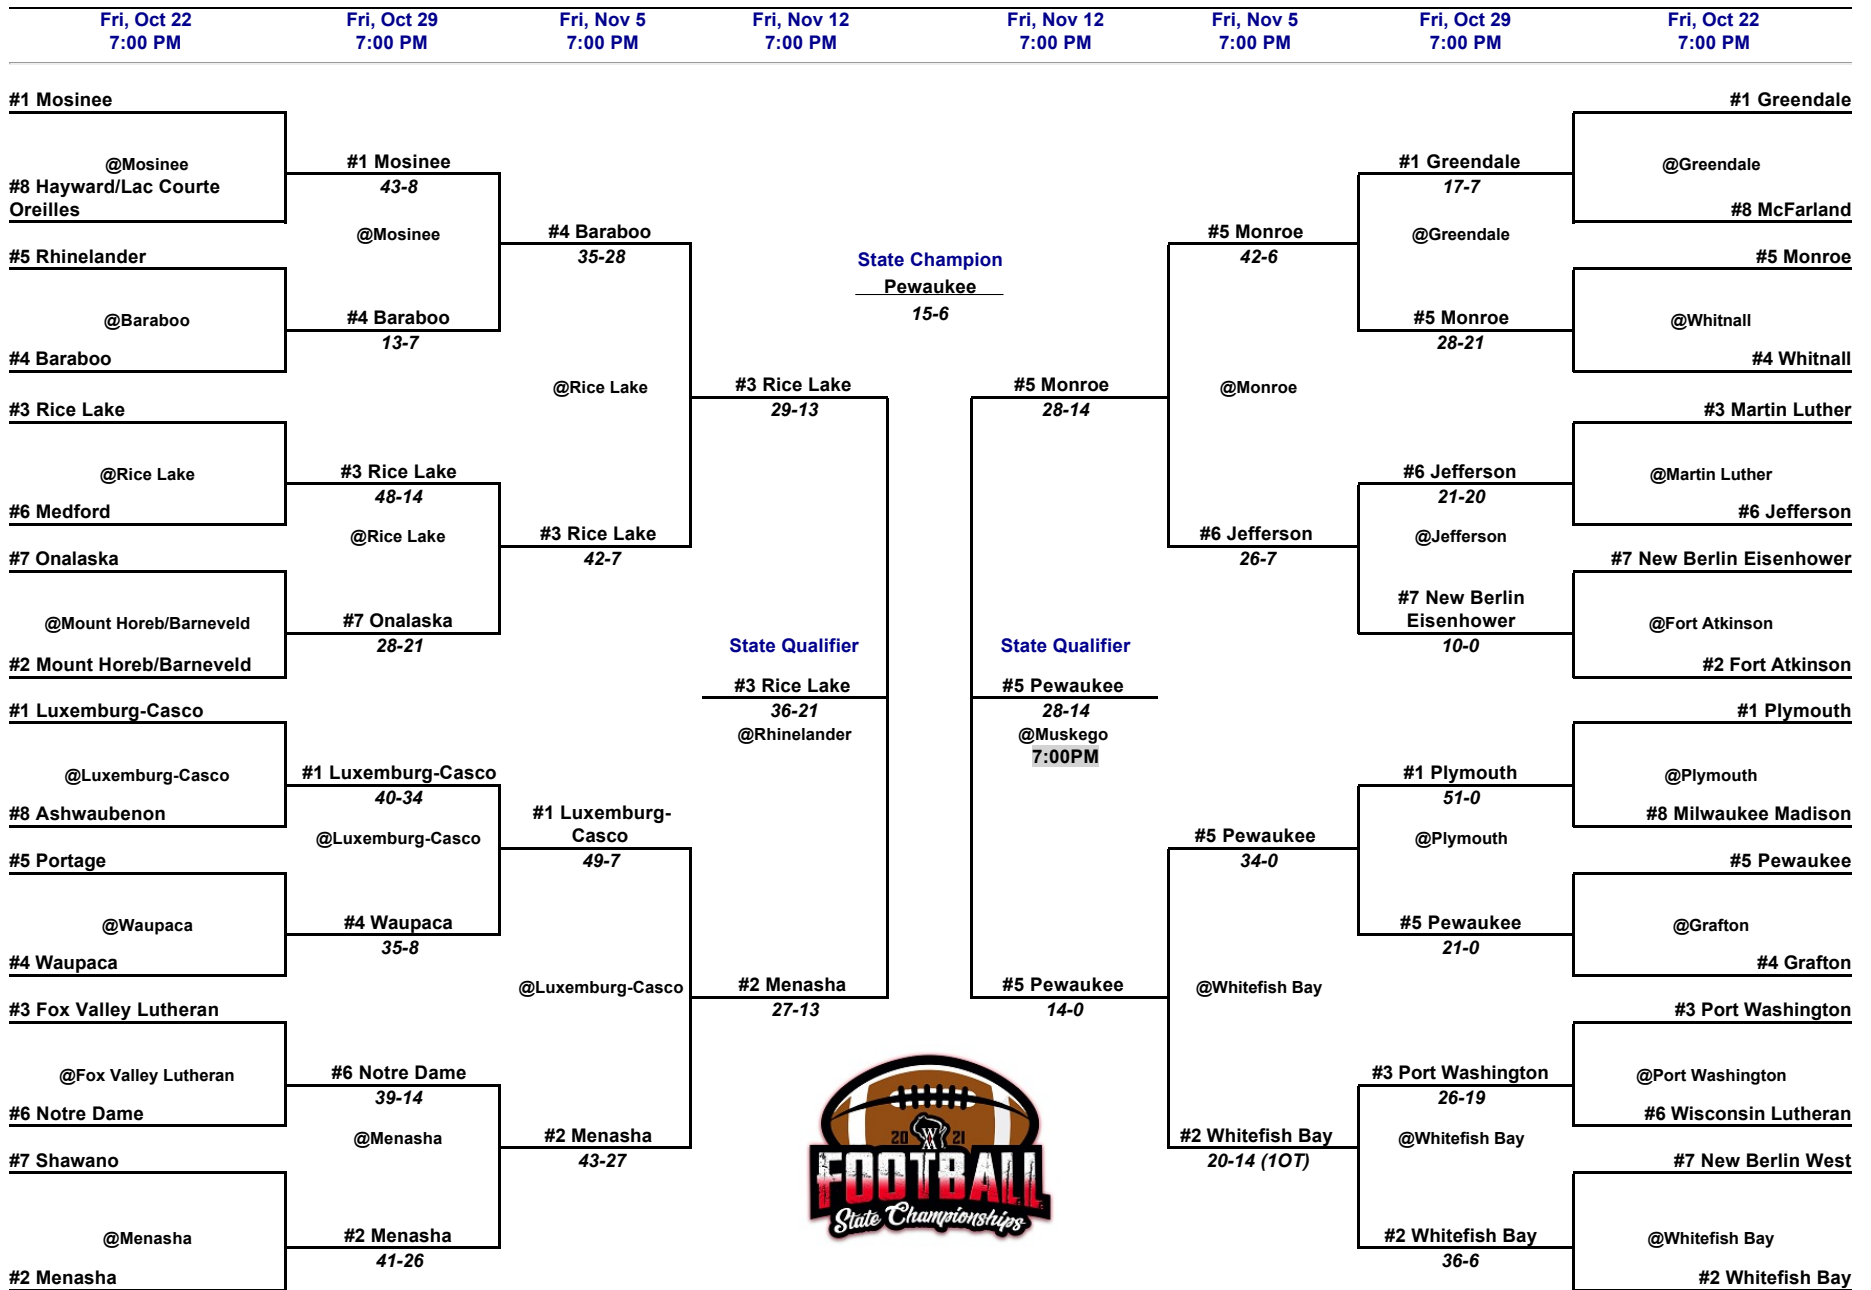 Fri, Oct 22 Fri, Oct 29 Fri, Nov 5 Fri, Nov 12 Fri, Nov 12 Fri, Nov 5 Fri, Oct 29 Fri, Oct 22
7:00 PM 7:00 PM 7:00 PM 7:00 PM 7:00 PM 7:00 PM 7:00 PM 7:00 PM
#1 Mosinee
@Mosinee
#8 Hayward/Lac Courte
Oreilles
#5 Rhinelander
@Baraboo
#4 Baraboo
#3 Rice Lake
@Rice Lake
#6 Medford
#7 Onalaska
@Mount Horeb/Barneveld
#2 Mount Horeb/Barneveld
#1 Luxemburg-Casco
@Luxemburg-Casco
#8 Ashwaubenon
#5 Portage
@Waupaca
#4 Waupaca
#3 Fox Valley Lutheran
@Fox Valley Lutheran
#6 Notre Dame
#7 Shawano
@Menasha
#2 Menasha
#1 Mosinee
43-8
@Mosinee
#4 Baraboo
13-7
#3 Rice Lake
48-14
@Rice Lake
#7 Onalaska
28-21
#1 Luxemburg-Casco
40-34
@Luxemburg-Casco
#4 Waupaca
35-8
#6 Notre Dame
39-14
@Menasha
#2 Menasha
41-26
#4 Baraboo
35-28
@Rice Lake
#3 Rice Lake
42-7
#1 Luxemburg-
Casco
49-7
@Luxemburg-Casco
#2 Menasha
43-27
#3 Rice Lake
29-13
State Qualifier
#3 Rice Lake
36-21
@Rhinelander
#2 Menasha
27-13
State Champion
Pewaukee
15-6
20 WIAA 21
FOOTBALL
State Championships
#5 Monroe
28-14
State Qualifier
#5 Pewaukee
28-14
@Muskego
7:00PM
#5 Pewaukee
14-0
#5 Monroe
42-6
@Monroe
#6 Jefferson
26-7
#5 Pewaukee
34-0
@Whitefish Bay
#2 Whitefish Bay
20-14 (1OT)
#1 Greendale
17-7
@Greendale
#5 Monroe
28-21
#6 Jefferson
21-20
@Jefferson
#7 New Berlin
Eisenhower
10-0
#1 Plymouth
51-0
@Plymouth
#5 Pewaukee
21-0
#3 Port Washington
26-19
@Whitefish Bay
#2 Whitefish Bay
36-6
#1 Greendale
@Greendale
#8 McFarland
#5 Monroe
@Whitnall
#4 Whitnall
#3 Martin Luther
@Martin Luther
#6 Jefferson
#7 New Berlin Eisenhower
@Fort Atkinson
#2 Fort Atkinson
#1 Plymouth
@Plymouth
#8 Milwaukee Madison
#5 Pewaukee
@Grafton
#4 Grafton
#3 Port Washington
@Port Washington
#6 Wisconsin Lutheran
#7 New Berlin West
@Whitefish Bay
#2 Whitefish Bay